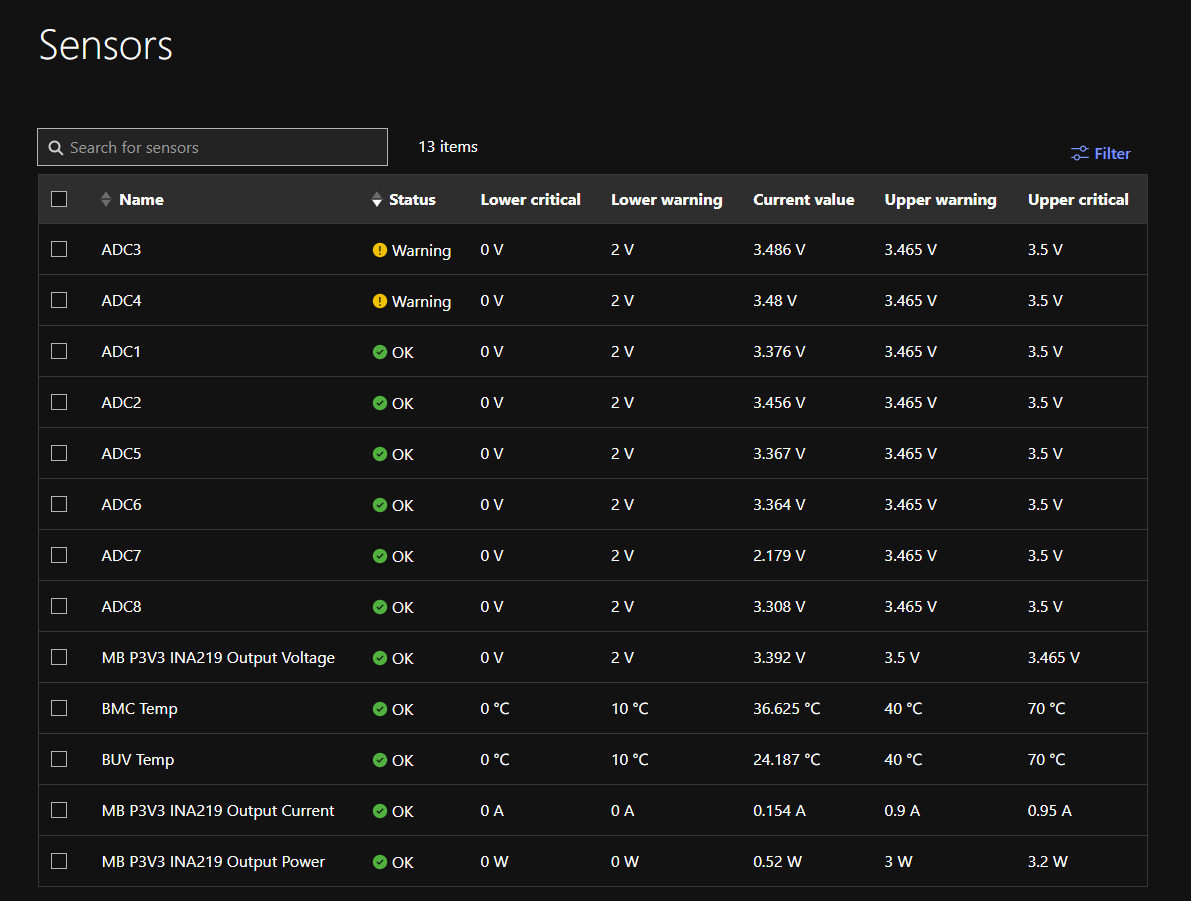 Sensors
Search for sensors 13 items Filter
Name Status Lower critical Lower warning Current value Upper warning Upper critical
ADC3 Warning 0 V 2 V 3.486 V 3.465 V 3.5 V
ADC4 Warning 0 V 2 V 3.48 V 3.465 V 3.5 V
ADC1 OK 0 V 2 V 3.376 V 3.465 V 3.5 V
ADC2 OK 0 V 2 V 3.456 V 3.465 V 3.5 V
ADC5 OK 0 V 2 V 3.367 V 3.465 V 3.5 V
ADC6 OK 0 V 2 V 3.364 V 3.465 V 3.5 V
ADC7 OK 0 V 2 V 2.179 V 3.465 V 3.5 V
ADC8 OK 0 V 2 V 3.308 V 3.465 V 3.5 V
MB P3V3 INA219 Output Voltage OK 0 V 2 V 3.392 V 3.5 V 3.465 V
BMC Temp OK 0 ℃ 10 ℃ 36.625 ℃ 40 ℃ 70 ℃
BUV Temp OK 0 ℃ 10 ℃ 24.187 ℃ 40 ℃ 70 ℃
MB P3V3 INA219 Output Current OK 0 A 0 A 0.154 A 0.9 A 0.95 A
MB P3V3 INA219 Output Power OK 0 W 0 W 0.52 W 3 W 3.2 W